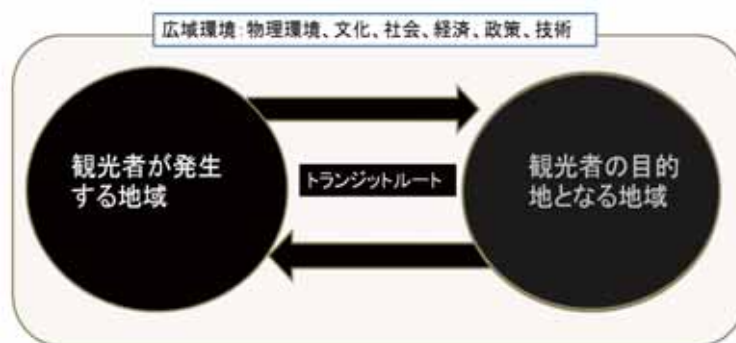 広域環境:物理環境、文化、社会、経済、政策、技術
観光者が発生
する地域
トランジットルート
観光者の目的
地となる地域